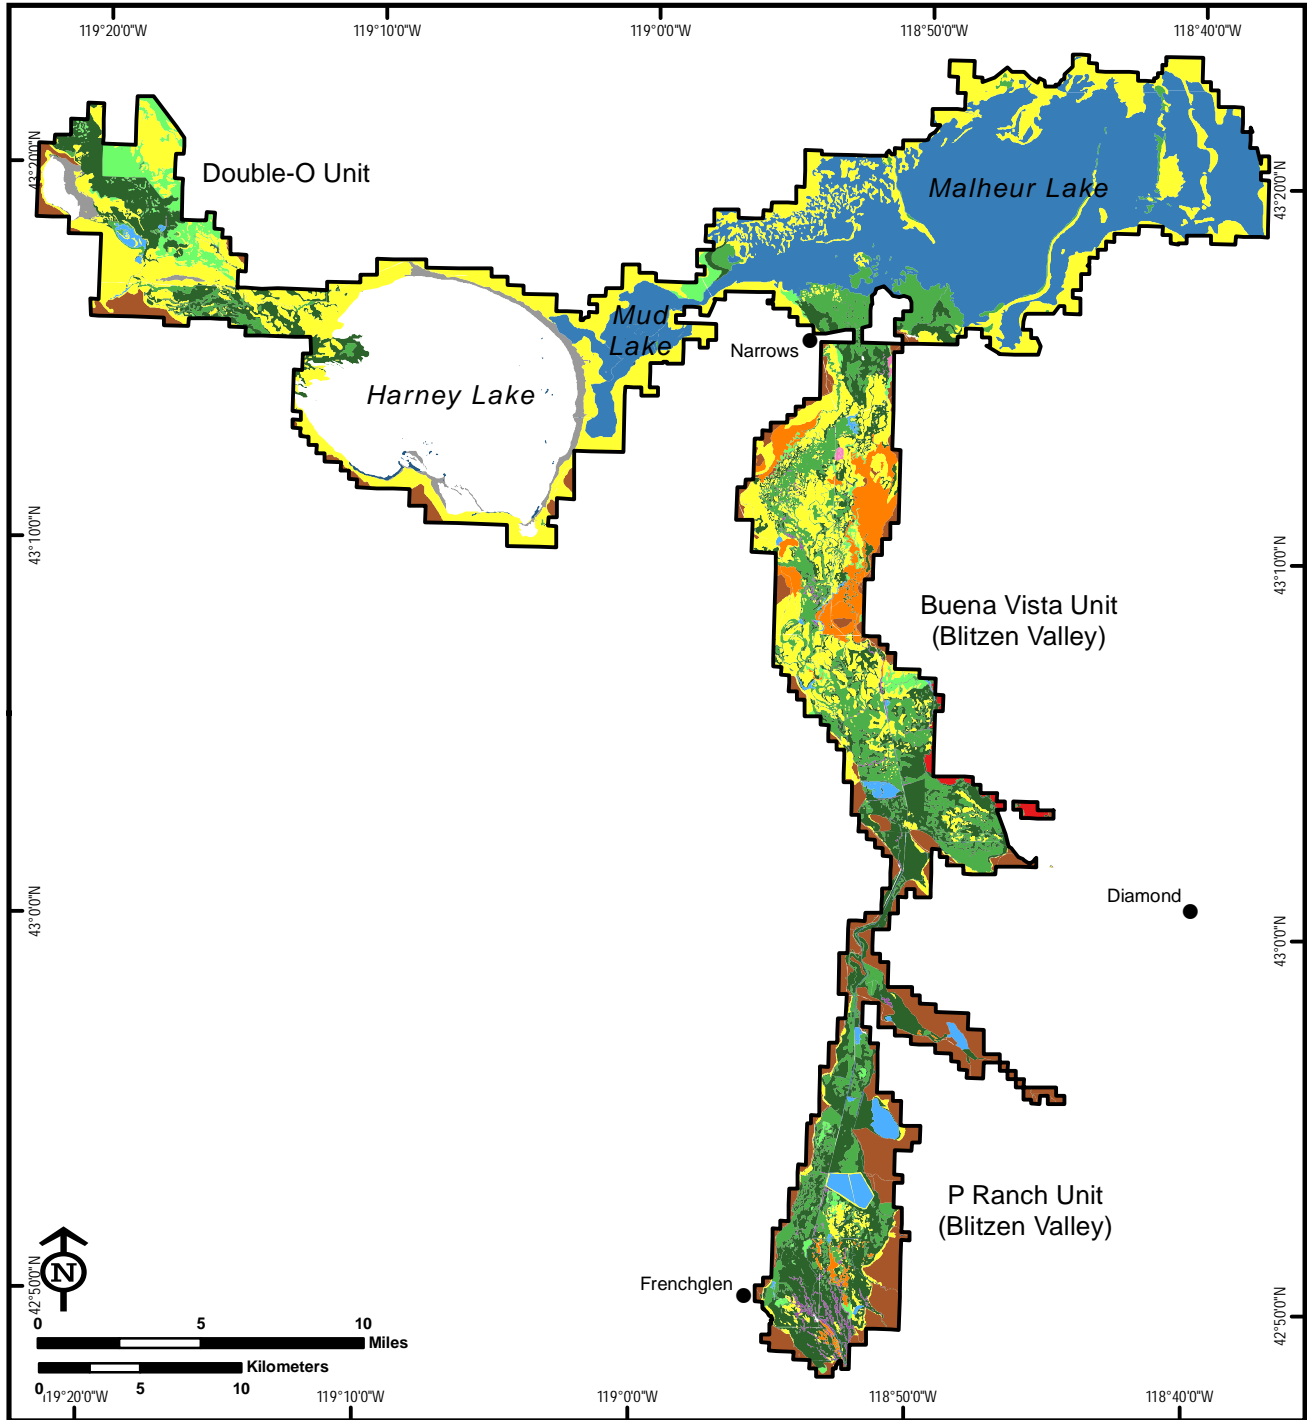 119°20'0"W
119°10'0"W
119°0'0"W
118°50'0"W
118°40'0"W
43°20'0"N
43°20'0"N
Double-O Unit
Malheur Lake
Mud
Lake
Narrows
Harney Lake
43°10'0"N
43°10'0"N
Buena Vista Unit
(Blitzen Valley)
Diamond
43°0'0"N
43°0'0"N
P Ranch Unit
(Blitzen Valley)
N
Frenchglen
42°50'0"N
42°50'0"N
0 5 10
Miles
Kilometers
0 5 10
119°20'0"W
119°10'0"W
119°0'0"W
118°50'0"W
118°40'0"W